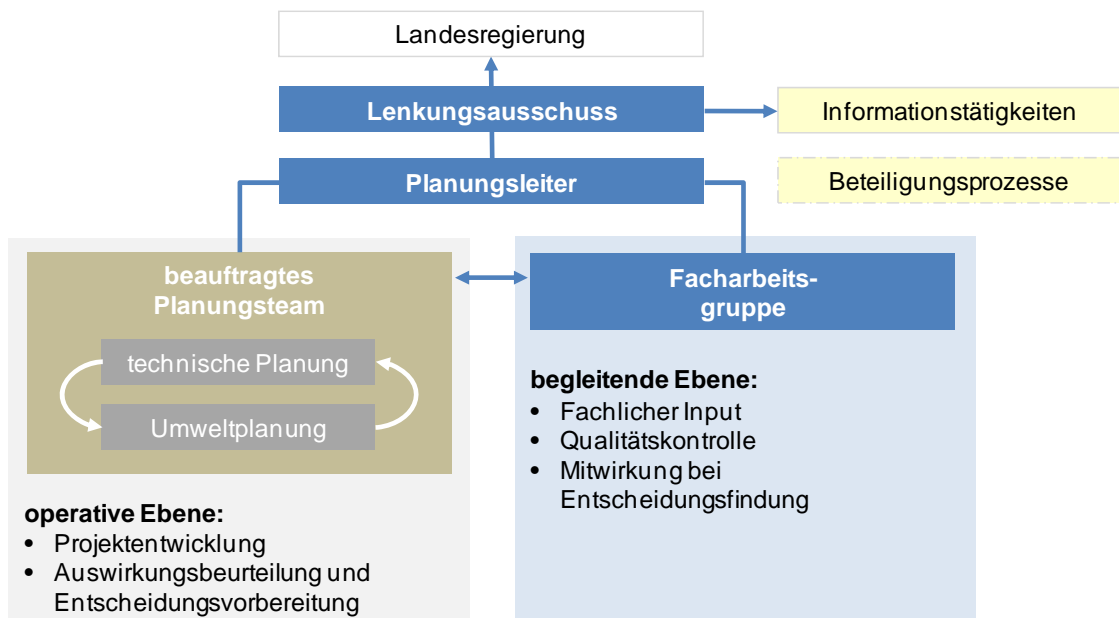 Landesregierung
Lenkungsausschuss
Informationstätigkeiten
Planungsleiter
Beteiligungsprozesse
beauftragtes
Planungsteam
technische Planung
Umweltplanung
operative Ebene:
• Projektentwicklung
• Auswirkungsbeurteilung und
Entscheidungsvorbereitung
Facharbeits-
gruppe
begleitende Ebene:
• Fachlicher Input
• Qualitätskontrolle
• Mitwirkung bei
Entscheidungsfindung